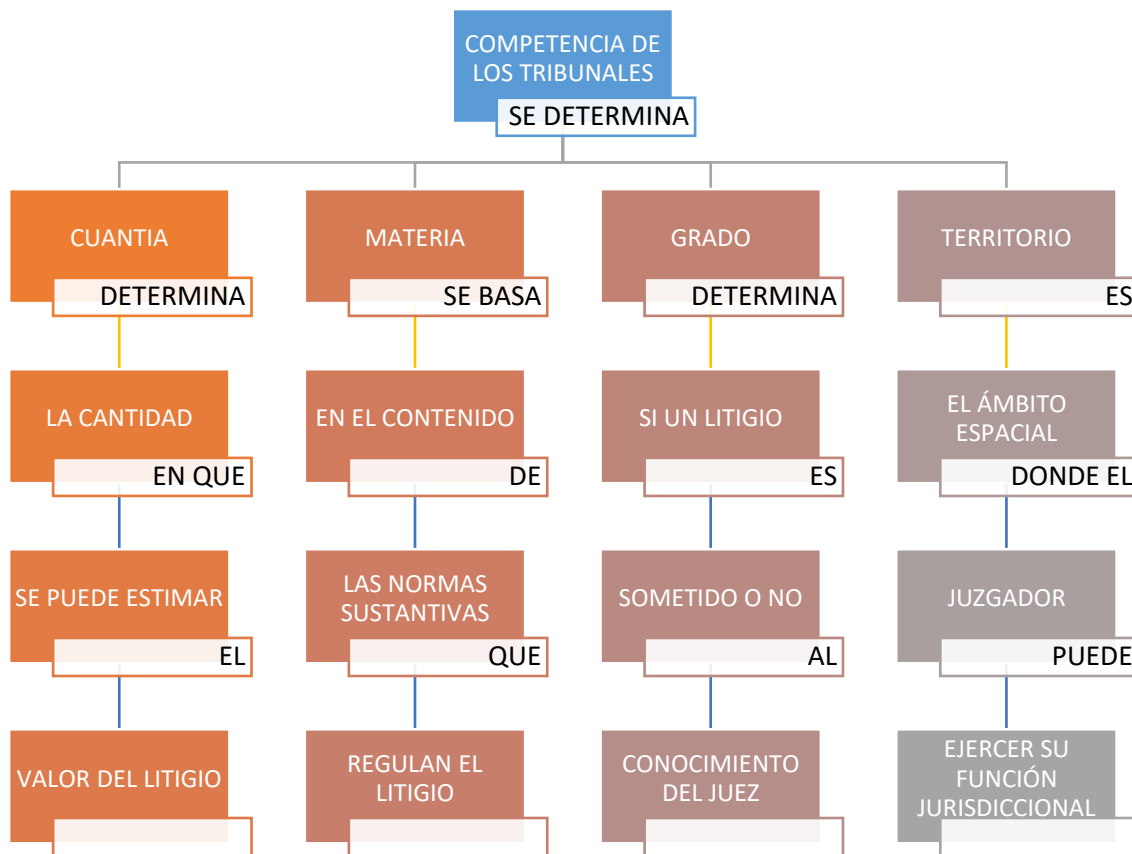 COMPETENCIA DE
LOS TRIBUNALES
SE DETERMINA
CUANTIA
DETERMINA
LA CANTIDAD
EN QUE
SE PUEDE ESTIMAR
EL
VALOR DEL LITIGIO
MATERIA
SE BASA
EN EL CONTENIDO
DE
LAS NORMAS
SUSTANTIVAS
QUE
REGULAN EL
LITIGIO
GRADO
DETERMINA
SI UN LITIGIO
ES
SOMETIDO O NO
AL
CONOCIMIENTO
DEL JUEZ
TERRITORIO
ES
EL ÁMBITO
ESPACIAL
DONDE EL
JUZGADOR
PUEDE
EJERCER SU
FUNCIÓN
JURISDICCIONAL